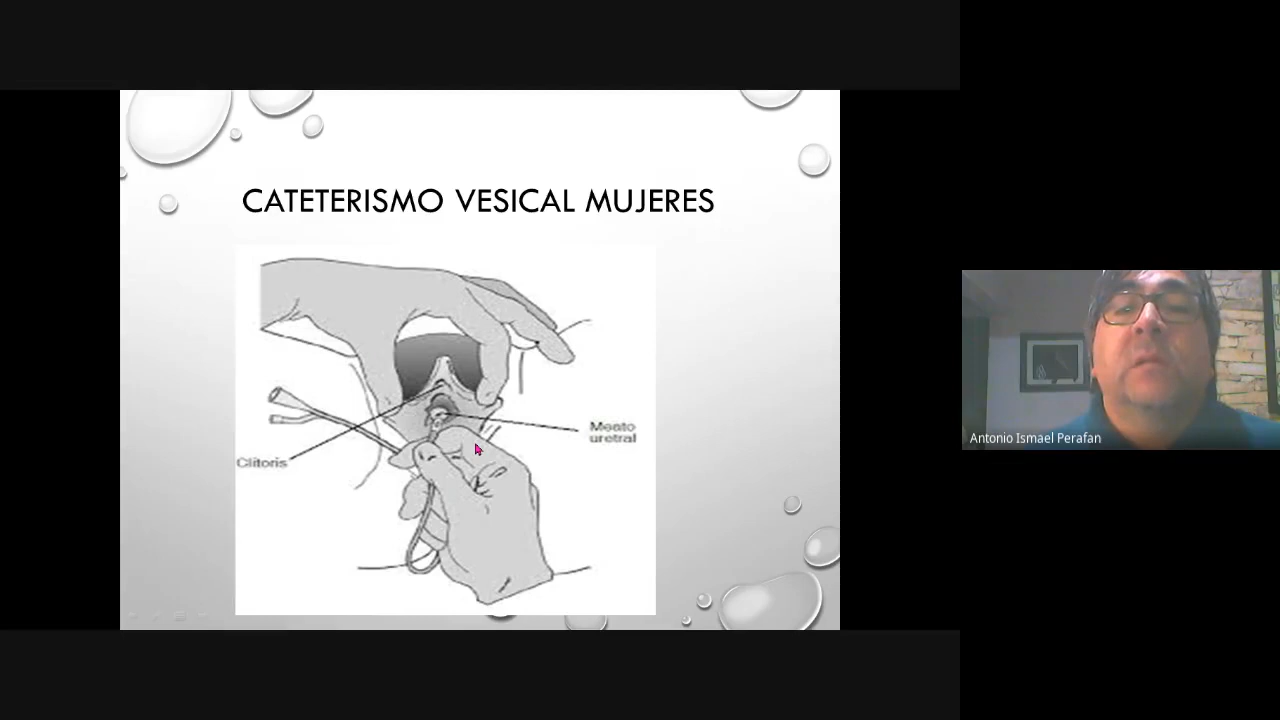 CATETERISMO VESICAL MUJERES
Meato
uretral
Clitoris
Antonio Ismael Perafan